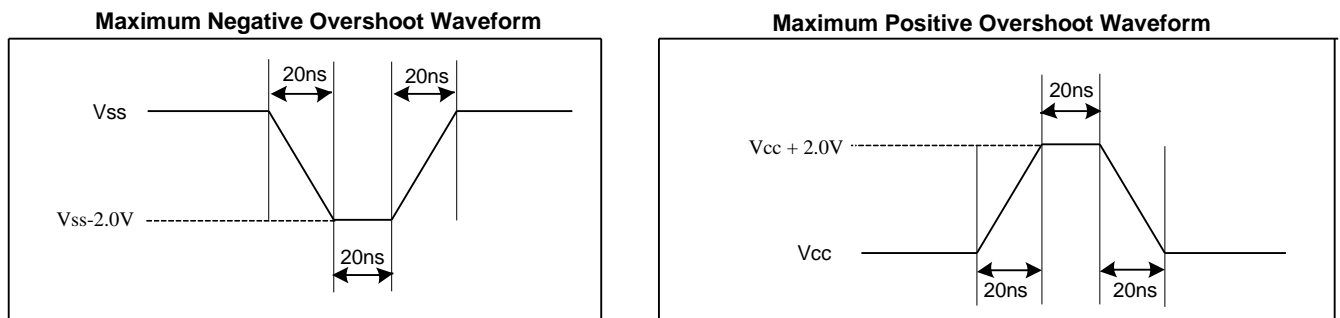 Maximum Negative Overshoot Waveform
20ns
20ns
Vss
Vss-2.0V
20ns
Maximum Positive Overshoot Waveform
20ns
Vcc + 2.0V
Vcc
20ns
20ns